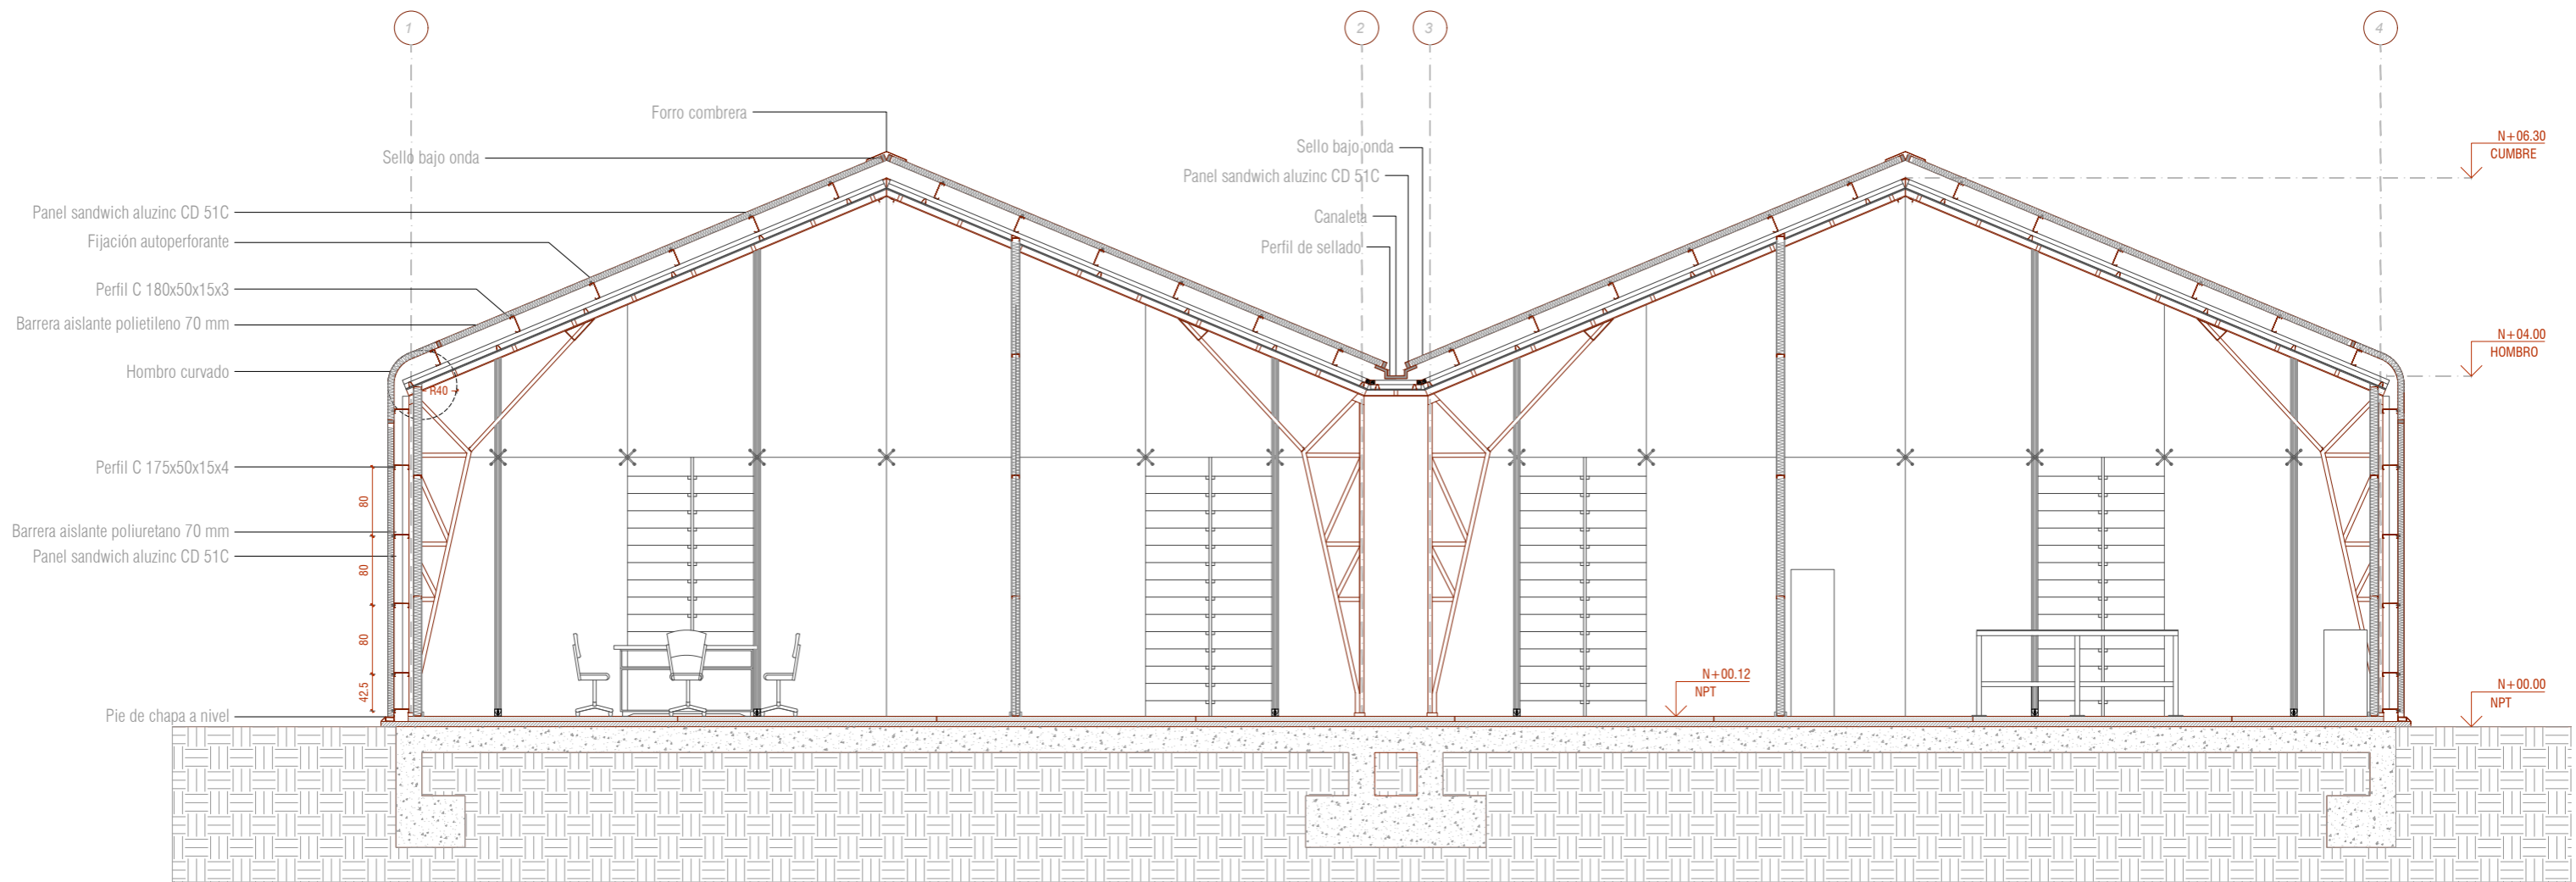 1
2
3
4
Forro combrera
Sello bajo onda
Panel sandwich aluzinc CD 51C
Fijación autoperforante
Perfil C 180x50x15x3
Barrera aislante polietileno 70 mm
Hombro curvado
R40
Perfil C 175x50x15x4
80
Barrera aislante poliuretano 70 mm
Panel sandwich aluzinc CD 51C
80
80
42.5
Pie de chapa a nivel
Sello bajo onda
Panel sandwich aluzinc CD 51C
Canaleta
Perfil de sellado
N+00.12
NPT
N+06.30
CUMBRE
N+04.00
HOMBRO
N+00.00
NPT